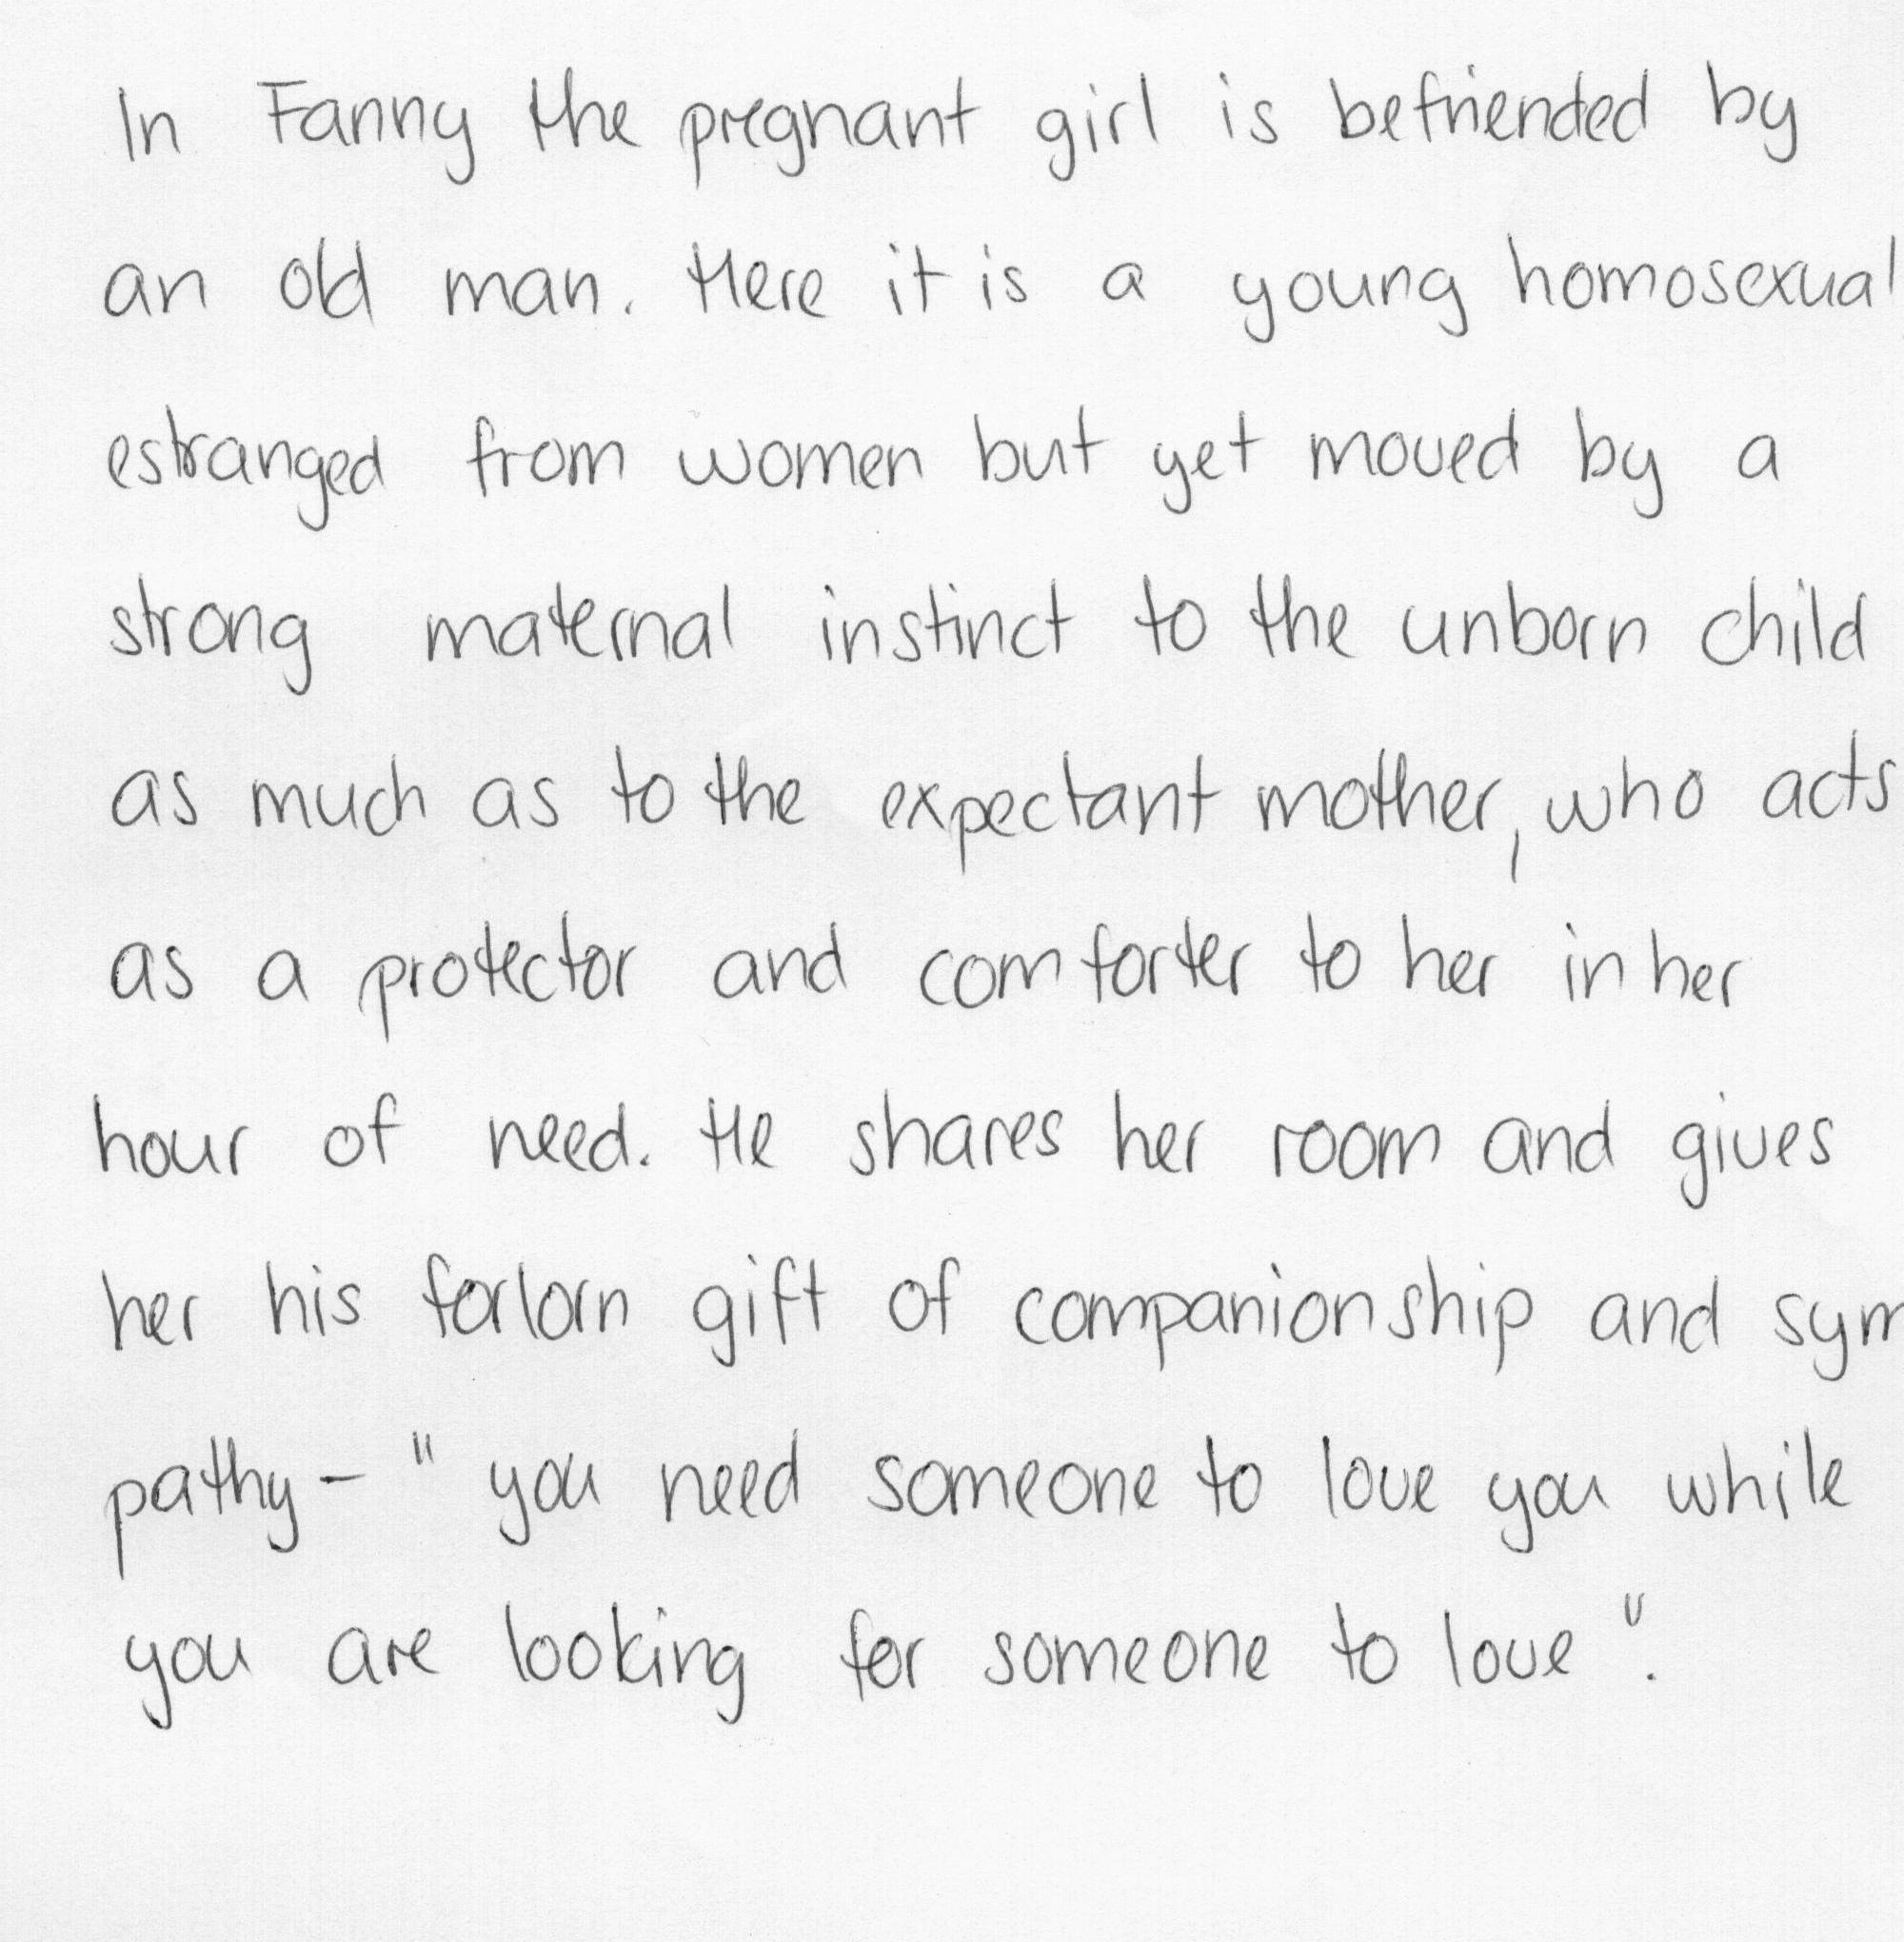 In Fanny the pregnant girl is befriended by
an old man. Here it is a young homosexual,
estranged from women but yet moved by a
strong maternal instinct to the unborn child
as much as to the expectant mother, who acts
as a protector and comforter to her in her
hour of need. He shares her room and gives
her his forlorn gift of companionship and sym
pathy - " you need someone to love you while
you are looking for someone to love ".